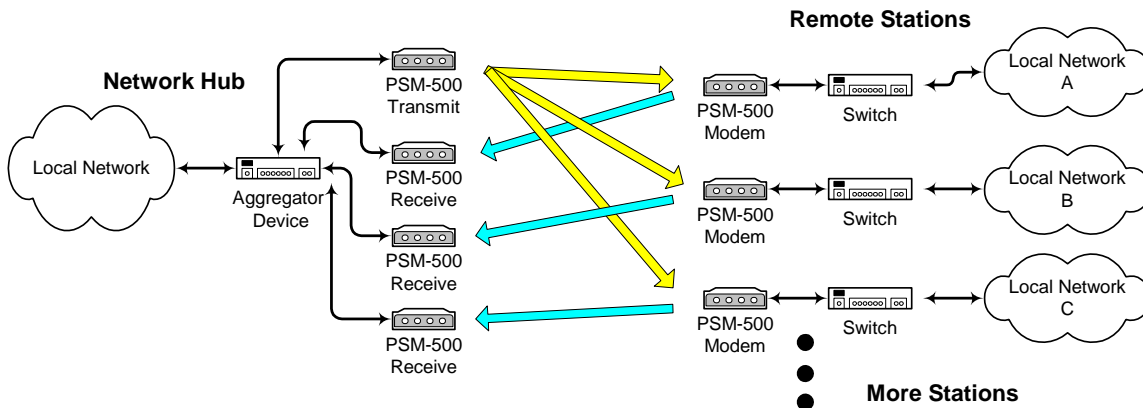 Remote Stations
Network Hub
Local Network
Aggregator
Device
PSM-500
Transmit
PSM-500
Receive
PSM-500
Receive
PSM-500
Receive
PSM-500
Modem
Switch
Local Network
A
PSM-500
Modem
Switch
Local Network
B
PSM-500
Modem
Switch
Local Network
C
More Stations